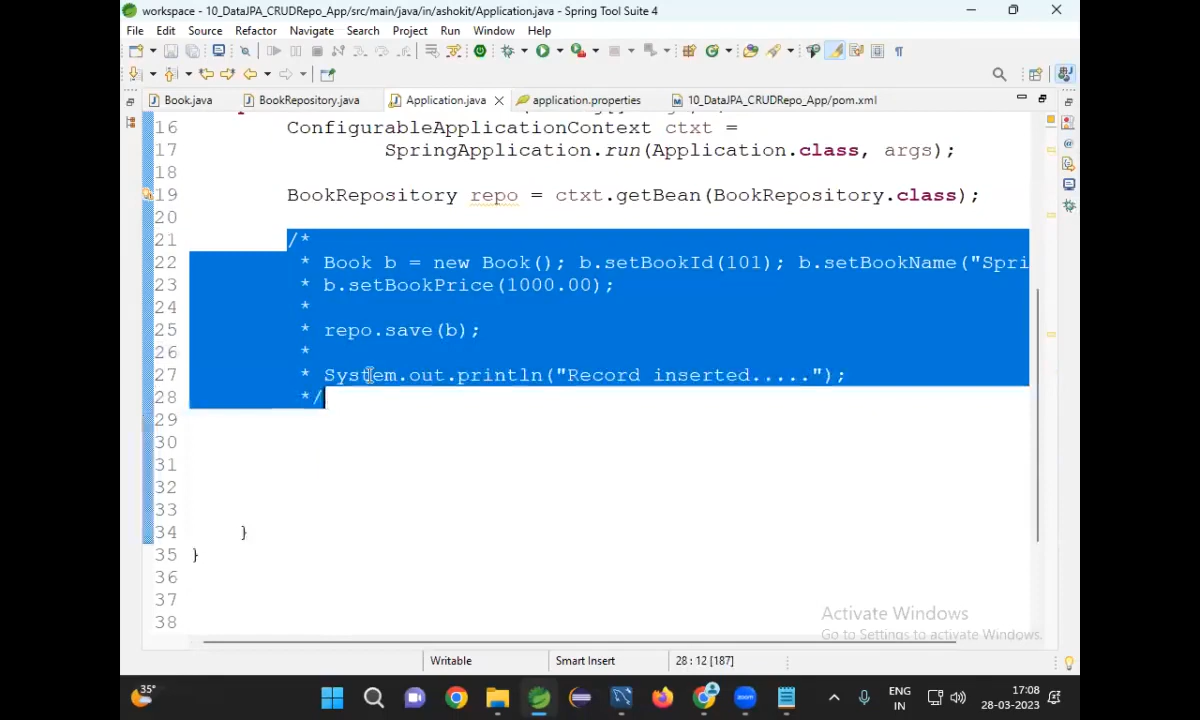 workspace - 10_DataJPA_CRUDRepo_App/src/main/java/in/ashokit/Application.java - Spring Tool Suite 4
File Edit Source Refactor Navigate Search Project Run Window Help
Book.java BookRepository.java Application.java application.properties 10_DataJPA_CRUDRepo_App/pom.xml
16 ConfigurableApplicationContext ctxt =
17 SpringApplication.run(Application.class, args);
18
19 BookRepository repo = ctxt.getBean(BookRepository.class);
20
21 /*
22 * Book b = new Book(); b.setBookId(101); b.setBookName("Spri
23 * b.setBookPrice(1000.00);
24 *
25 * repo.save(b);
26 *
27 * System.out.println("Record inserted.....");
28 */
29
30
31
32
33
34 }
35 }
36
37
38
Activate Windows
Go to Settings to activate Windows.
Writable Smart Insert 28 : 12 [187]
35° zoom ENG IN 17:08 28-03-2023